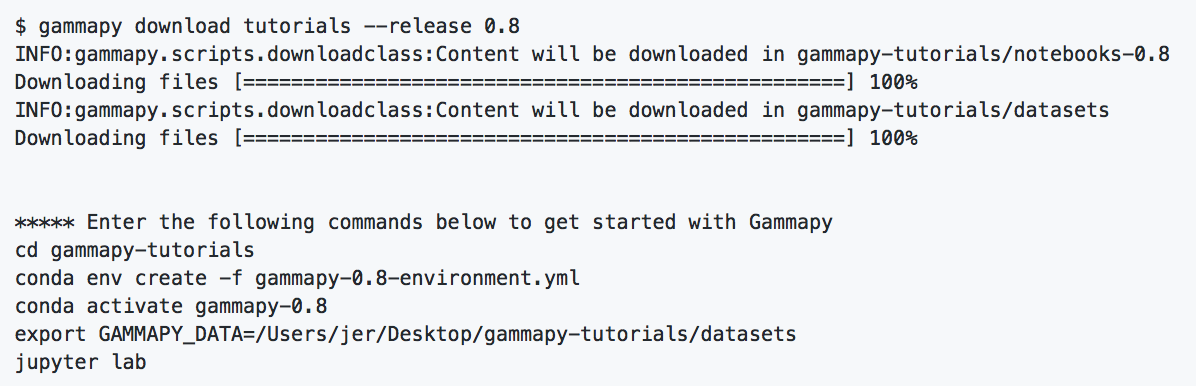 $ gammapy download tutorials --release 0.8
INFO:gammapy.scripts.downloadclass:Content will be downloaded in gammapy-tutorials/notebooks-0.8
Downloading files [==================================================] 100%
INFO:gammapy.scripts.downloadclass:Content will be downloaded in gammapy-tutorials/datasets
Downloading files [==================================================] 100%
***** Enter the following commands below to get started with Gammapy
cd gammapy-tutorials
conda env create -f gammapy-0.8-environment.yml
conda activate gammapy-0.8
export GAMMAPY_DATA=/Users/jer/Desktop/gammapy-tutorials/datasets
jupyter lab